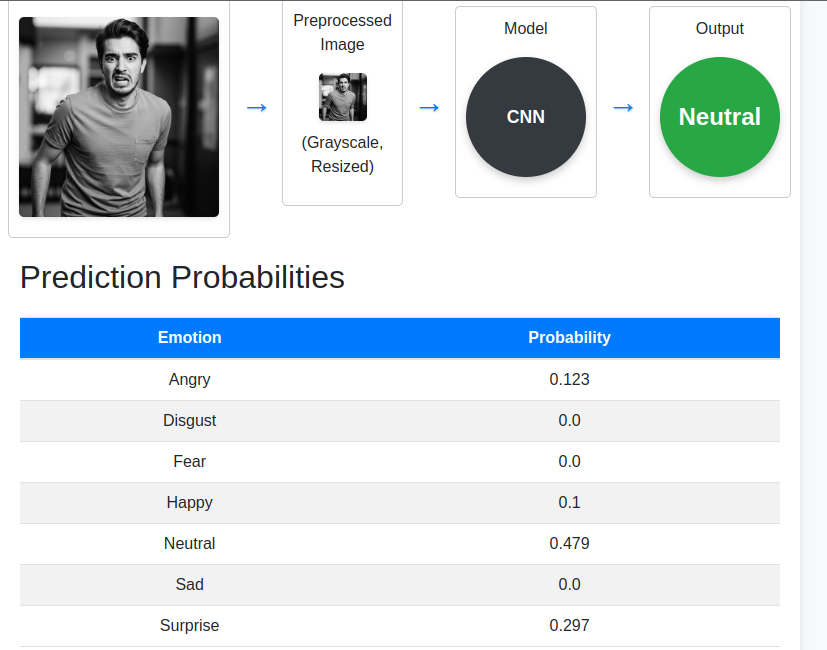 Preprocessed
Image
(Grayscale,
Resized)
→
→
Model
CNN
→
Output
Neutral
Prediction Probabilities
Emotion Probability
Angry 0.123
Disgust 0.0
Fear 0.0
Happy 0.1
Neutral 0.479
Sad 0.0
Surprise 0.297